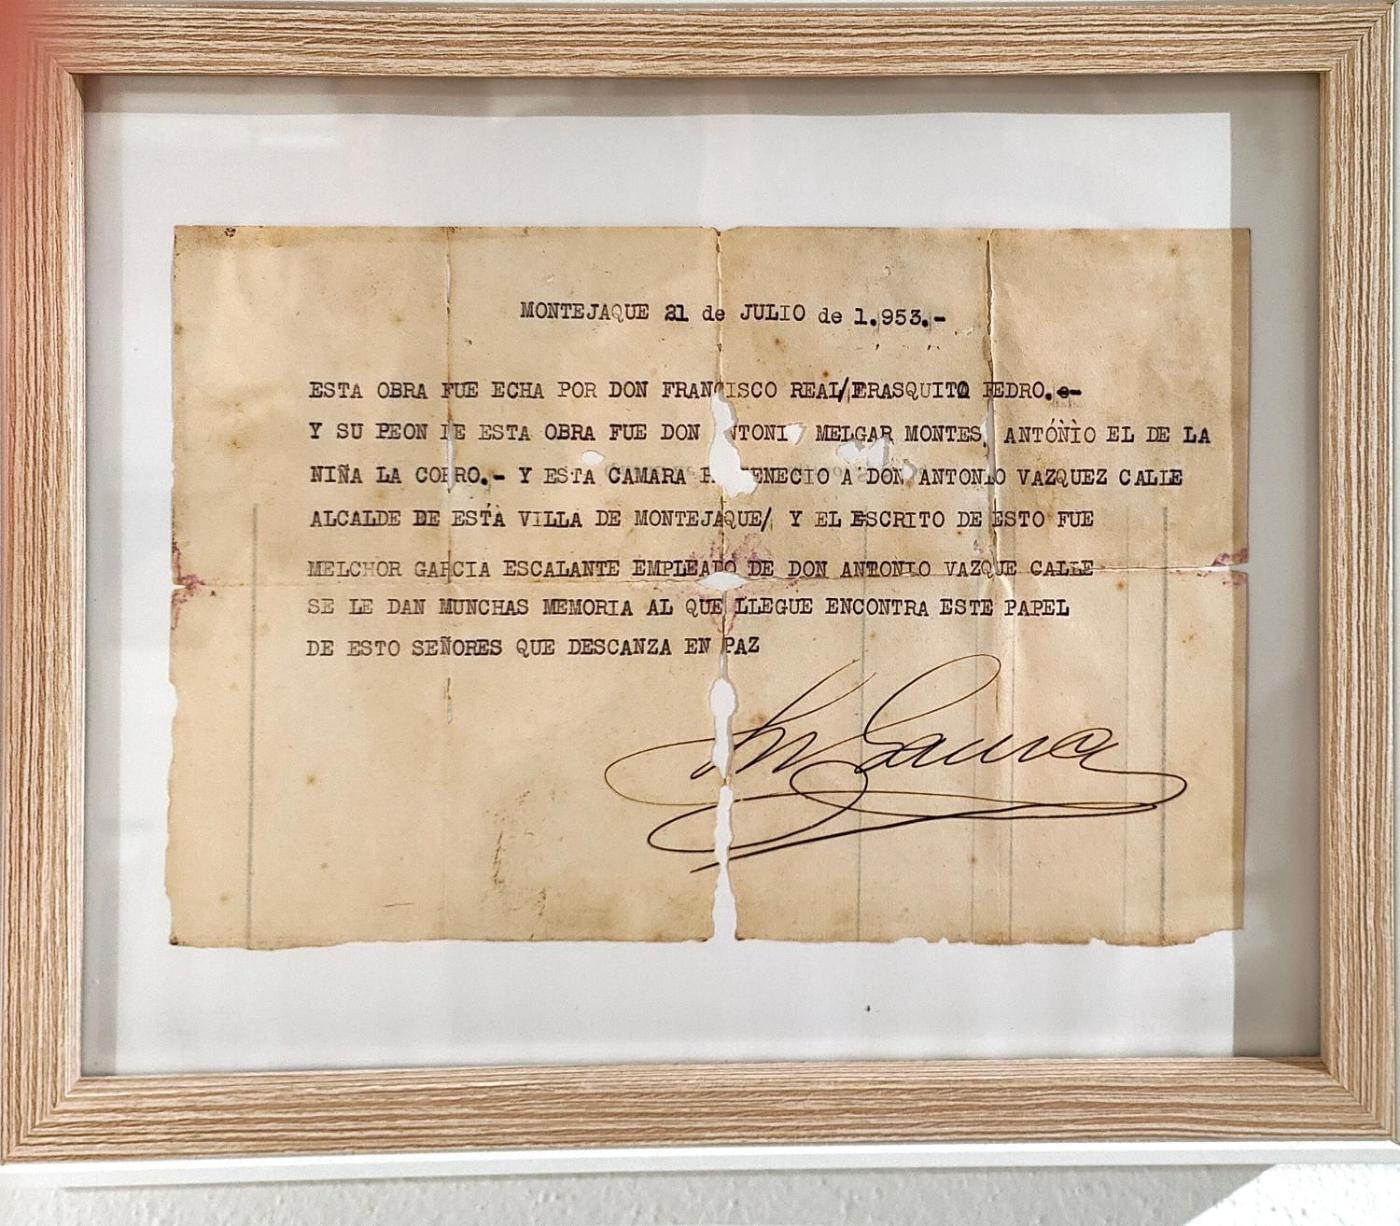 MONTEJAQUE 21 de JULIO de 1.953.-
ESTA OBRA FUE ECHA POR DON FRANCISCO REAL/FRASQUITO PEDRO.-
Y SU PEON DE ESTA OBRA FUE DON ANTONIO MELGAR MONTES, ANTÓNIO EL DE LA
NIÑA LA CORRO.- Y ESTA CAMARA PERTENECIO A DON ANTONIO VAZQUEZ CALLE
ALCALDE DE ESTA VILLA DE MONTEJAQUE/ Y EL ESCRITO DE ESTO FUE
MELCHOR GARCIA ESCALANTE EMPLEADO DE DON ANTONIO VAZQUE CALLE
SE LE DAN MUNCHAS MEMORIA AL QUE LLEGUE ENCONTRA ESTE PAPEL
DE ESTO SEÑORES QUE DESCANZA EN PAZ